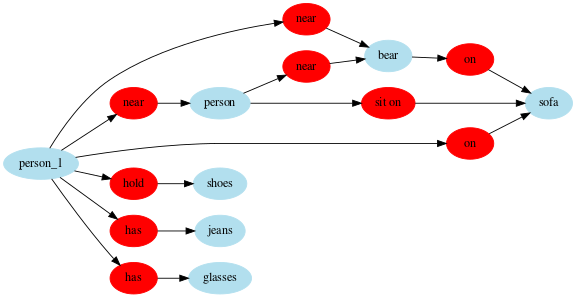 near
bear
on
near
near
person
sit on
sofa
on
person_1
hold
shoes
has
jeans
has
glasses